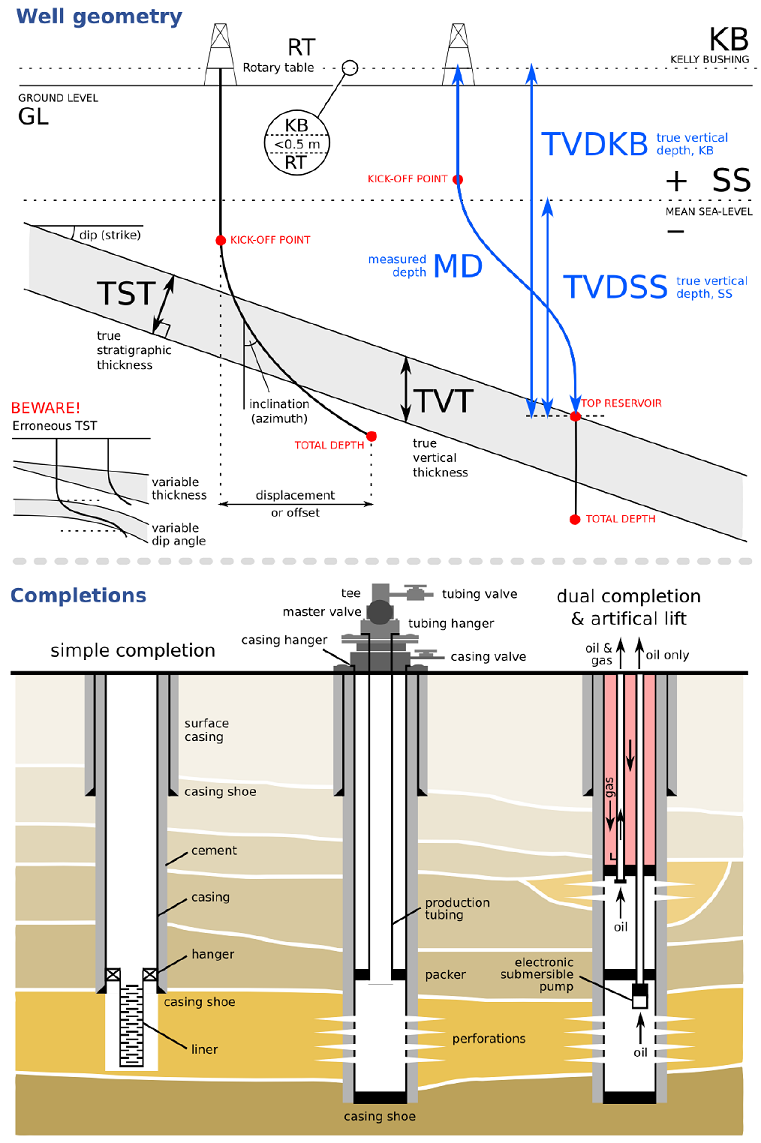 Well geometry
RT
Rotary table
KB
KELLY BUSHING
GROUND LEVEL
GL
KB
<0.5 m
RT
TVDKB
true vertical
depth, KB
KICK-OFF POINT
+ SS
MEAN SEA-LEVEL
−
dip (strike)
KICK-OFF POINT
measured
depth
MD
TVDSS
true vertical
depth, SS
TST
true
stratigraphic
thickness
inclination
(azimuth)
TVT
true
vertical
thickness
TOP RESERVOIR
BEWARE!
Erroneous TST
TOTAL DEPTH
variable
thickness
displacement
or offset
variable
dip angle
TOTAL DEPTH
Completions
simple completion
tee
tubing valve
master valve
tubing hanger
casing hanger
casing valve
dual completion
& artifical lift
oil &
gas
oil only
surface
casing
casing shoe
gas
cement
casing
production
tubing
oil
hanger
packer
electronic
submersible
pump
casing shoe
liner
perforations
oil
casing shoe